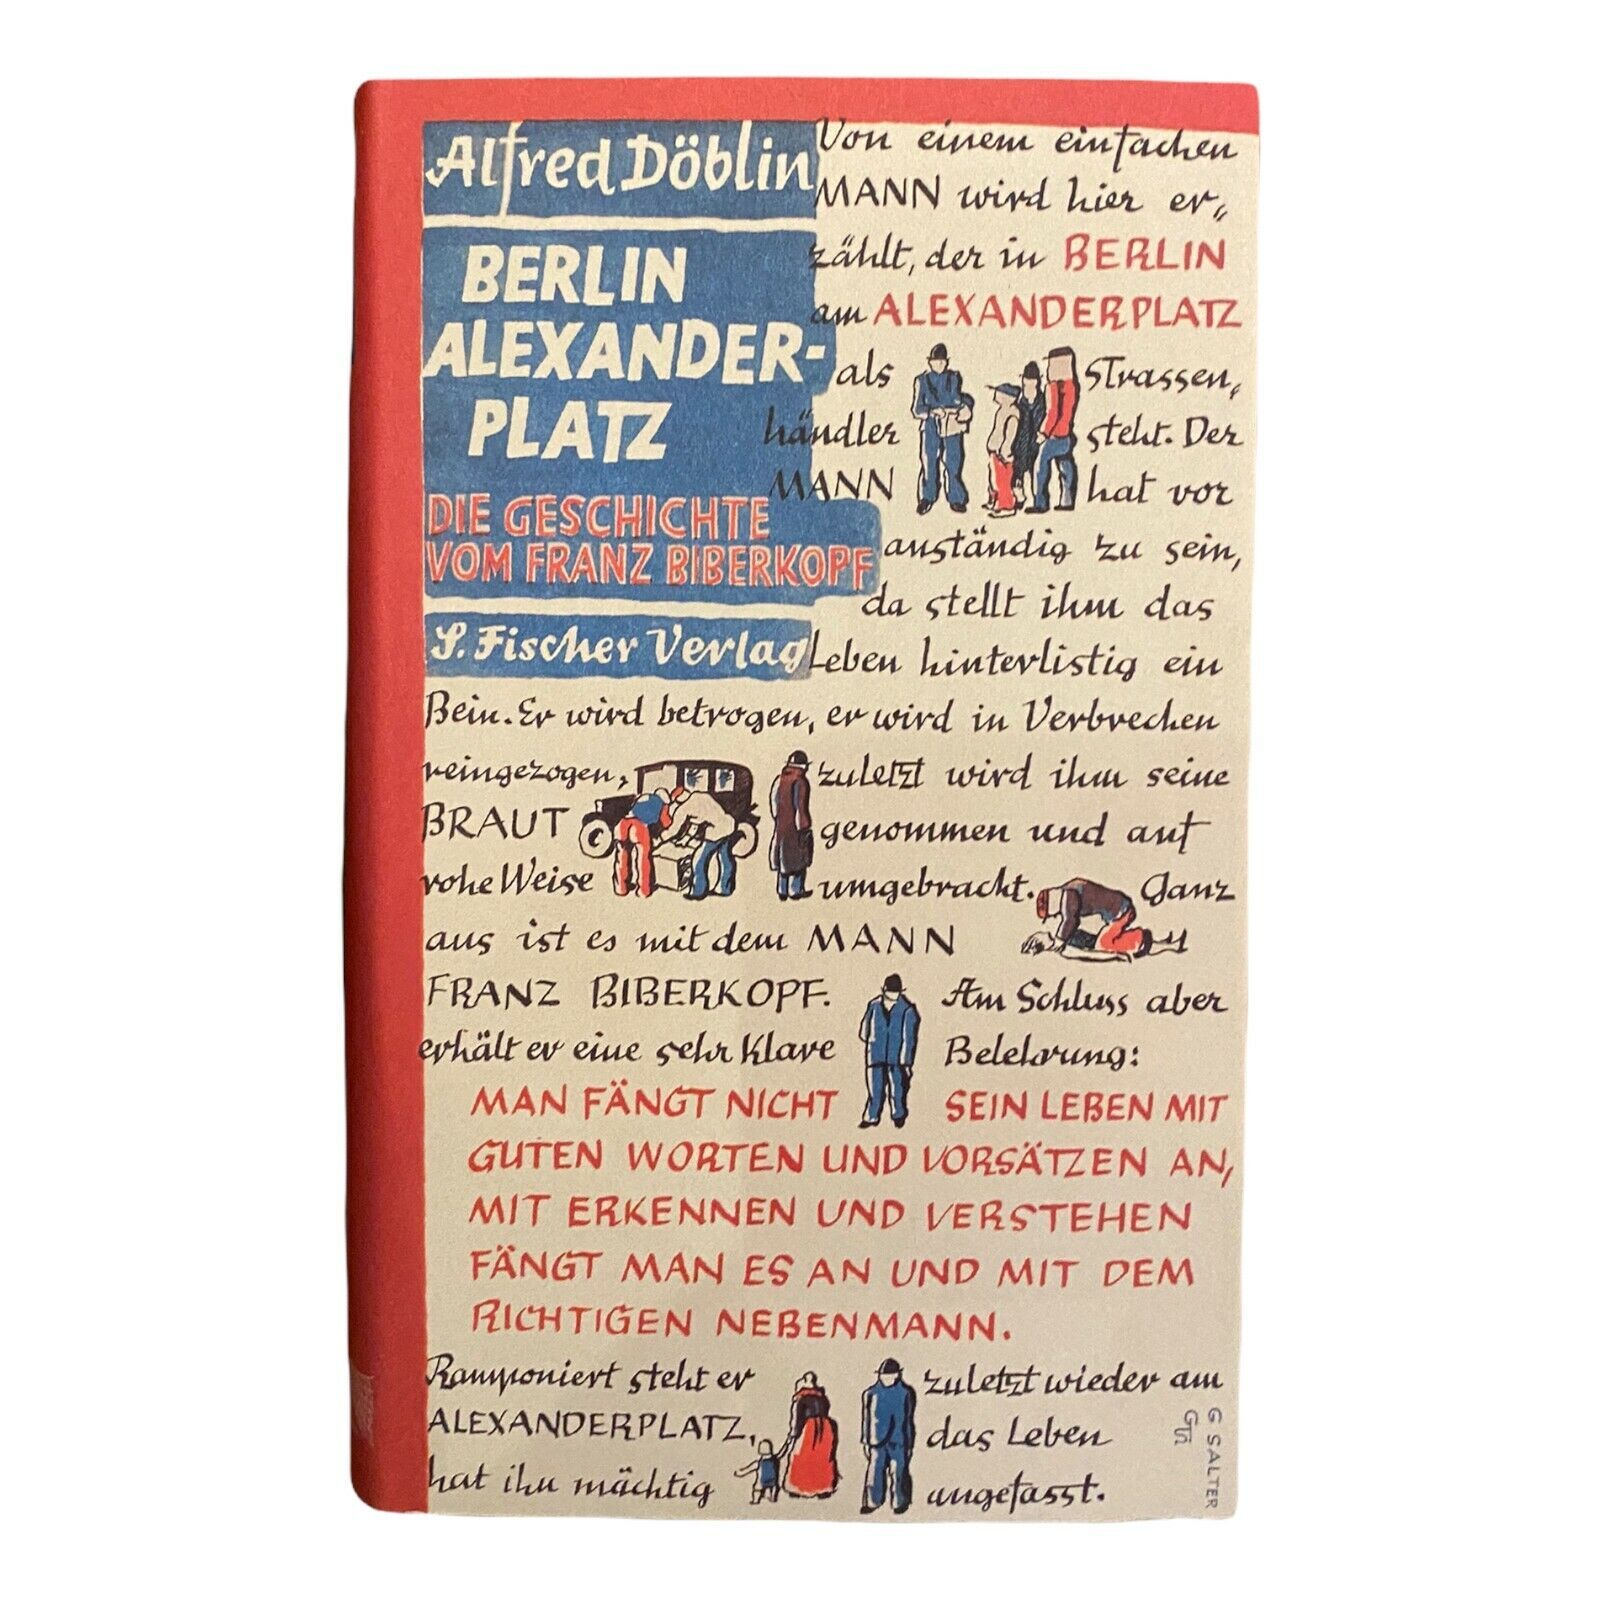 Alfred Döblin
BERLIN
ALEXANDER-
PLATZ
DIE GESCHICHTE
VOM FRANZ BIBERKOPF
S. Fischer Verlag
Von einem einfachen
MANN wird hier er-
zählt, der in BERLIN
am ALEXANDERPLATZ
als Strassen-
händler steht. Der
MANN hat vor
anständig zu sein,
da stellt ihm das
Leben hinterlistig ein
Bein. Er wird betrogen, er wird in Verbrechen
reingezogen, zuletzt wird ihm seine
BRAUT genommen und auf
rohe Weise umgebracht. Ganz
aus ist es mit dem MANN
FRANZ BIBERKOPF. Am Schluss aber
erhält er eine sehr klare Belehrung:
MAN FÄNGT NICHT SEIN LEBEN MIT
GUTEN WORTEN UND VORSÄTZEN AN,
MIT ERKENNEN UND VERSTEHEN
FÄNGT MAN ES AN UND MIT DEM
RICHTIGEN NEBENMANN.
Ramponiert steht er zuletzt wieder am
ALEXANDERPLATZ, das Leben
hat ihn mächtig angefasst.
G SALTER